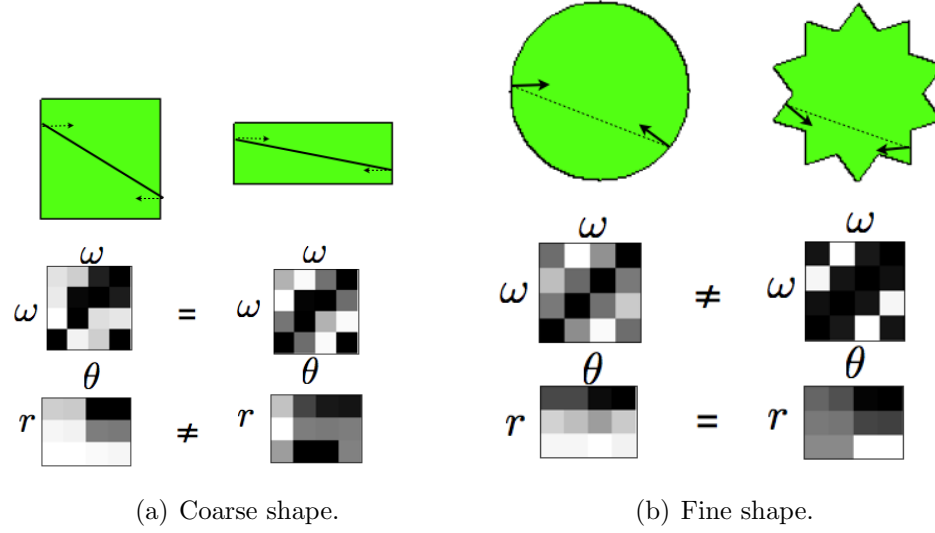 ω ω
ω = ω
θ θ
r ≠ r
(a) Coarse shape.
ω ω
ω ≠ ω
θ θ
r = r
(b) Fine shape.